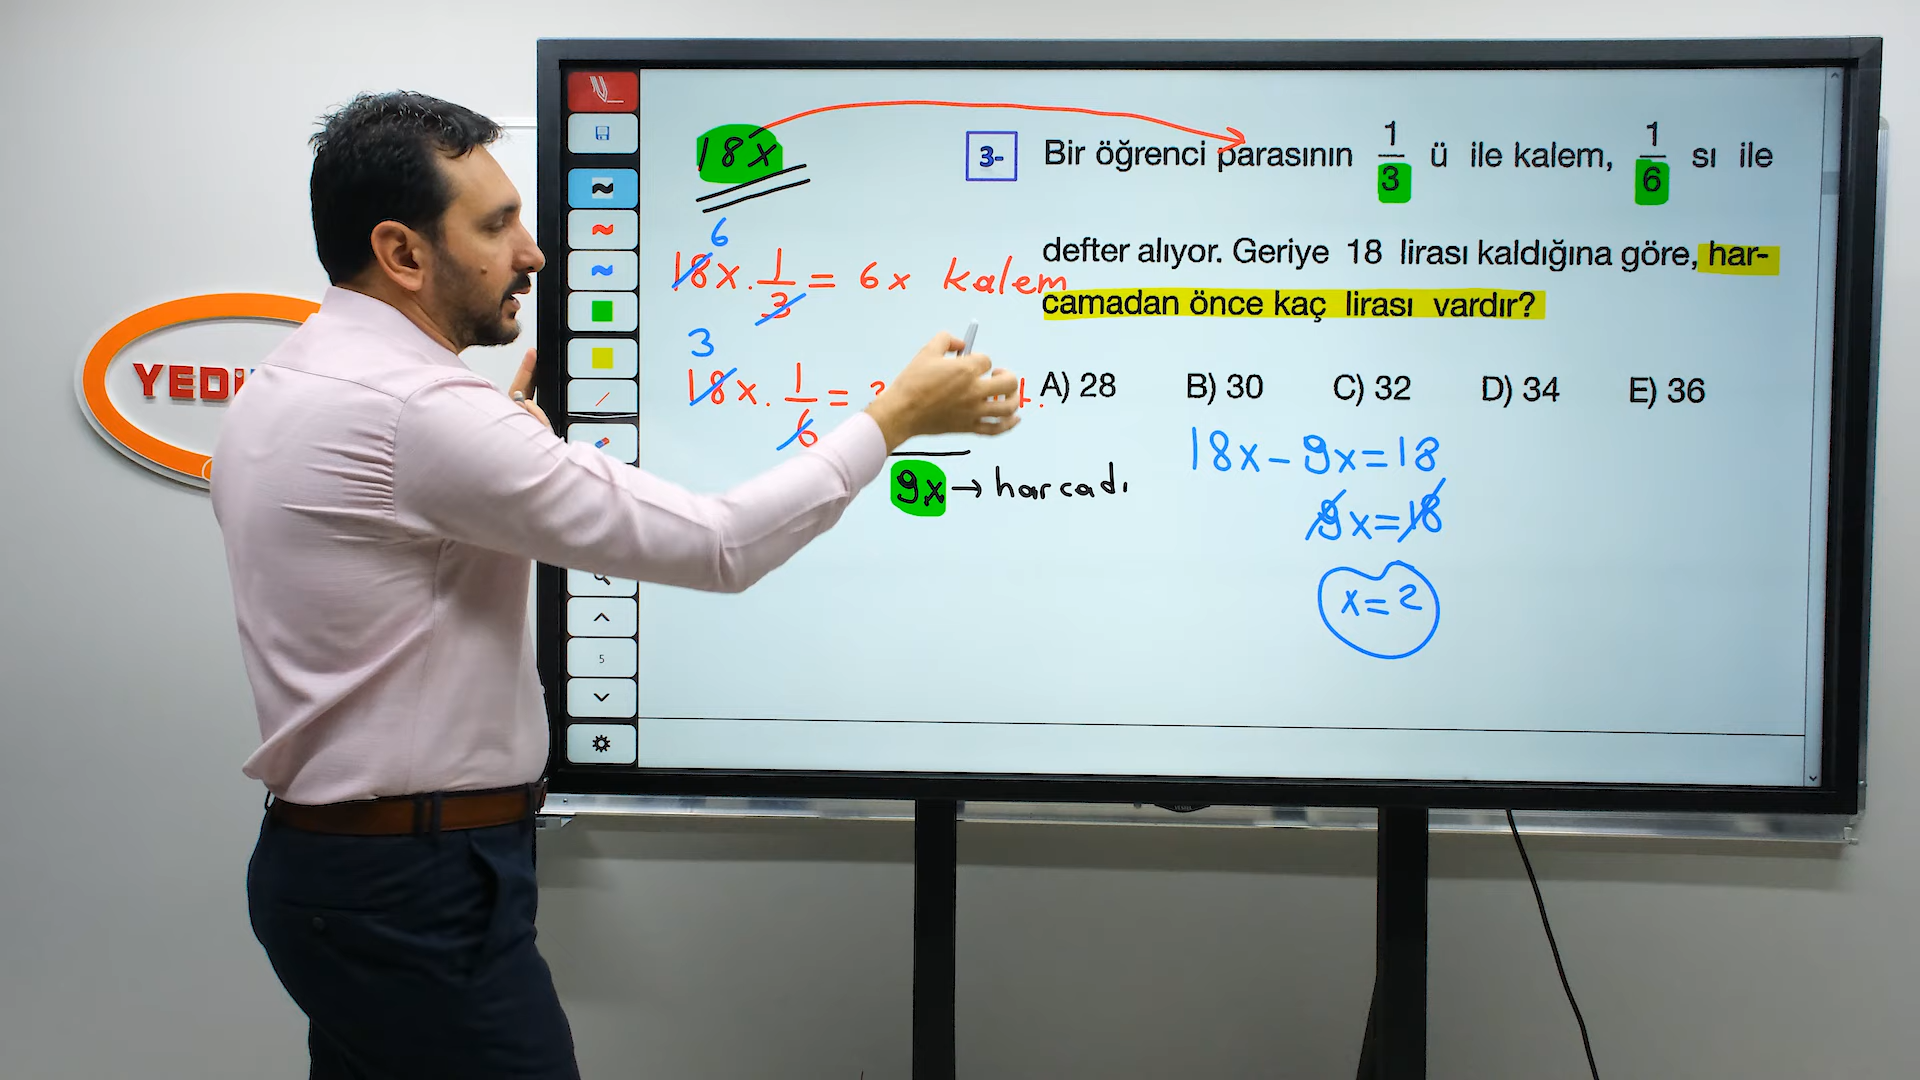 18x
3- Bir öğrenci parasının 1/3 ü ile kalem, 1/6 sı ile
defter alıyor. Geriye 18 lirası kaldığına göre, har-
camadan önce kaç lirası vardır?
A) 28 B) 30 C) 32 D) 34 E) 36
6
18x . 1/3 = 6x kalem
3
18x . 1/6 =
9x → harcadı
18x - 9x = 18
9x = 18
x = 2
5